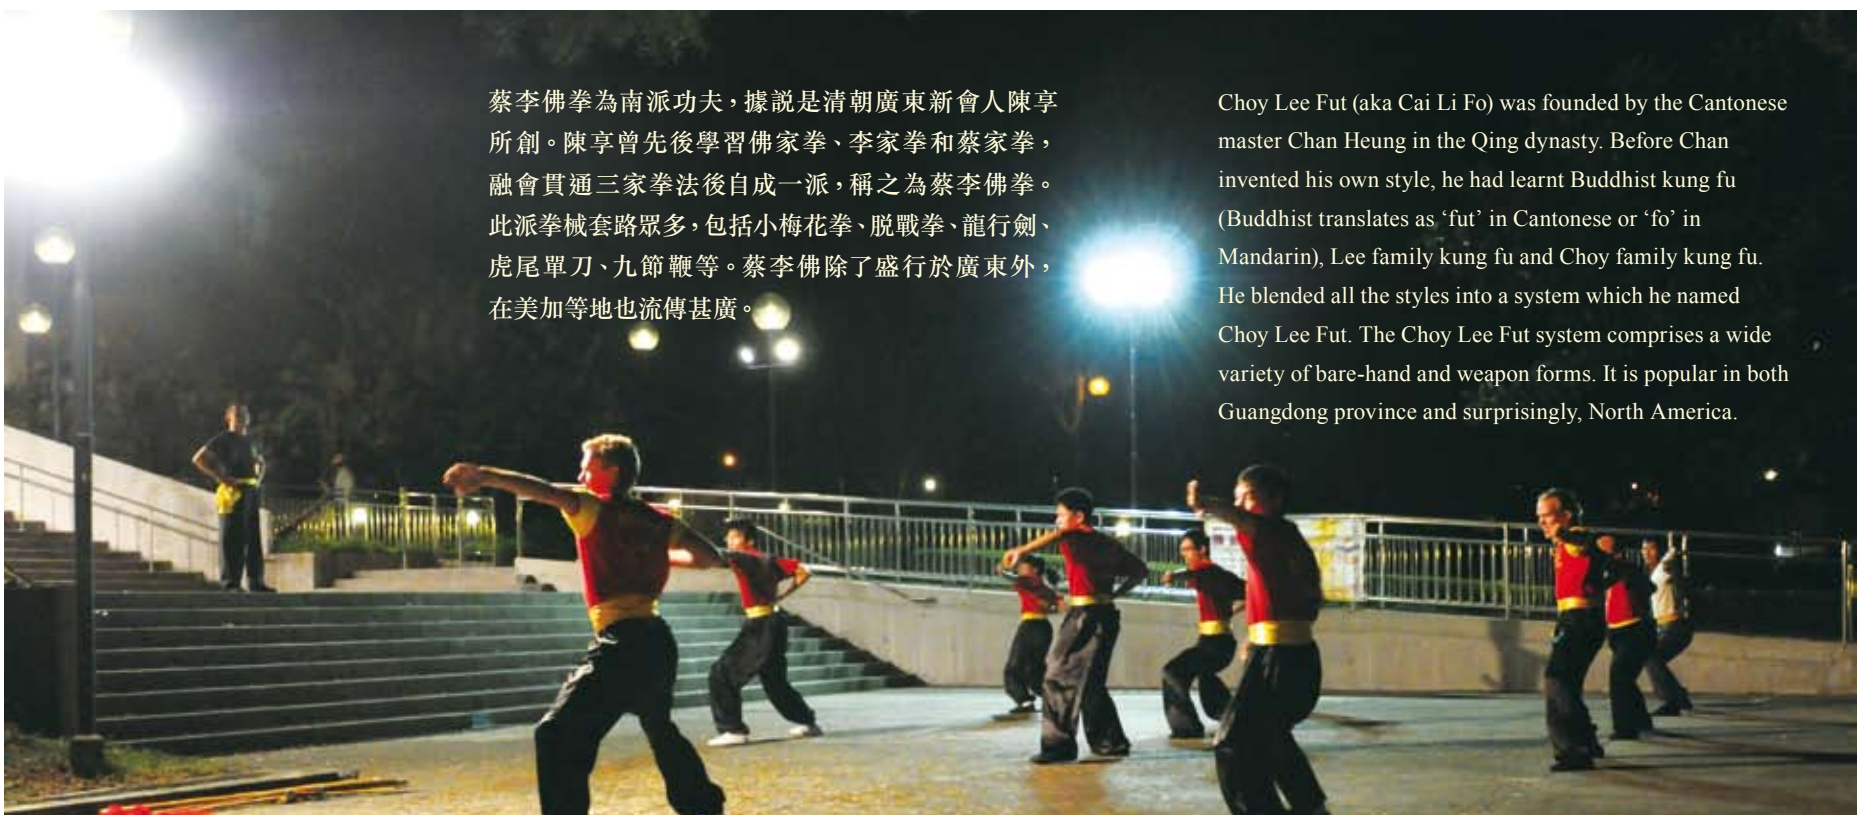 蔡李佛拳為南派功夫，據說是清朝廣東新會人陳享
所創。陳享曾先後學習佛家拳、李家拳和蔡家拳，
融會貫通三家拳法後自成一派，稱之為蔡李佛拳。
此派拳械套路眾多，包括小梅花拳、脫戰拳、龍行劍、
虎尾單刀、九節鞭等。蔡李佛除了盛行於廣東外，
在美加等地也流傳甚廣。
Choy Lee Fut (aka Cai Li Fo) was founded by the Cantonese
master Chan Heung in the Qing dynasty. Before Chan
invented his own style, he had learnt Buddhist kung fu
(Buddhist translates as ‘fut’ in Cantonese or ‘fo’ in
Mandarin), Lee family kung fu and Choy family kung fu.
He blended all the styles into a system which he named
Choy Lee Fut. The Choy Lee Fut system comprises a wide
variety of bare-hand and weapon forms. It is popular in both
Guangdong province and surprisingly, North America.